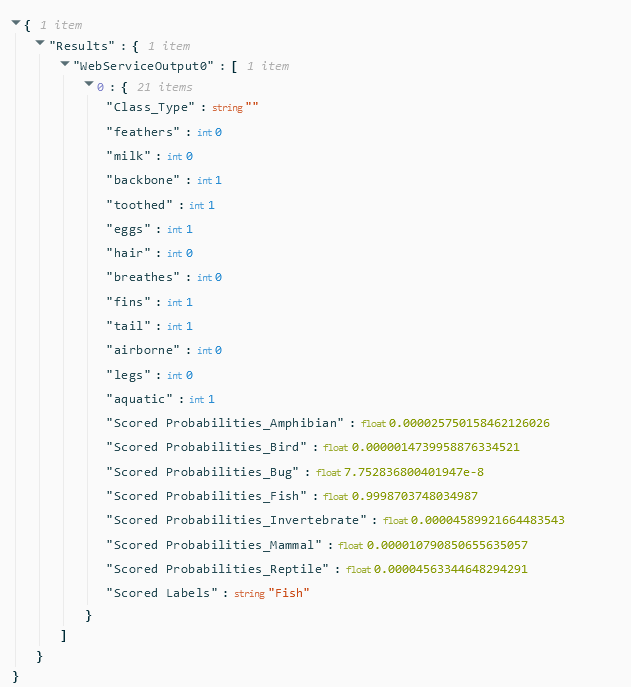 { 1 item
"Results" : { 1 item
"WebServiceOutput0" : [ 1 item
0 : { 21 items
"Class_Type" : string ""
"feathers" : int 0
"milk" : int 0
"backbone" : int 1
"toothed" : int 1
"eggs" : int 1
"hair" : int 0
"breathes" : int 0
"fins" : int 1
"tail" : int 1
"airborne" : int 0
"legs" : int 0
"aquatic" : int 1
"Scored Probabilities_Amphibian" : float 0.000025750158462126026
"Scored Probabilities_Bird" : float 0.0000014739958876334521
"Scored Probabilities_Bug" : float 7.752836800401947e-8
"Scored Probabilities_Fish" : float 0.9998703748034987
"Scored Probabilities_Invertebrate" : float 0.00004589921664483543
"Scored Probabilities_Mammal" : float 0.000010790850655635057
"Scored Probabilities_Reptile" : float 0.00004563344648294291
"Scored Labels" : string "Fish"
}
]
}
}